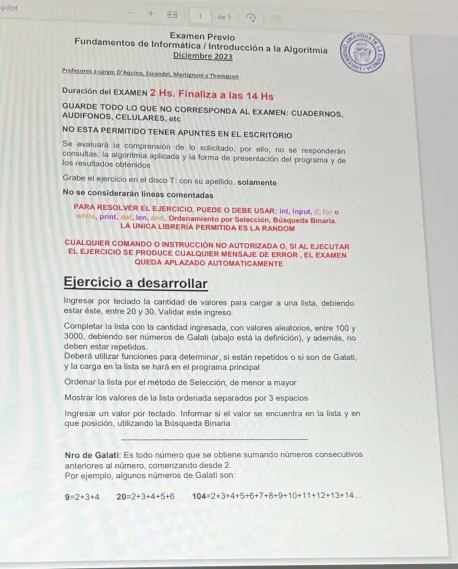 pilot
1 de 1
Examen Previo
Fundamentos de Informática / Introducción a la Algoritmia
Diciembre 2023
Profesores a cargo: D'Aquino, Escandel, Martignoni y Thompson
Duración del EXAMEN 2 Hs. Finaliza a las 14 Hs
GUARDE TODO LO QUE NO CORRESPONDA AL EXAMEN: CUADERNOS,
AUDIFONOS, CELULARES, etc
NO ESTA PERMITIDO TENER APUNTES EN EL ESCRITORIO
Se evaluará la comprensión de lo solicitado, por ello, no se responderán
consultas; la algoritmia aplicada y la forma de presentación del programa y de
los resultados obtenidos
Grabe el ejercicio en el disco T: con su apellido, solamente
No se considerarán líneas comentadas
PARA RESOLVER EL EJERCICIO, PUEDE O DEBE USAR: int, input, if, for o
while, print, def, len, and, Ordenamiento por Selección, Búsqueda Binaria.
LA UNICA LIBRERÍA PERMITIDA ES LA RANDOM
CUALQUIER COMANDO O INSTRUCCIÓN NO AUTORIZADA O, SI AL EJECUTAR
EL EJERCICIO SE PRODUCE CUALQUIER MENSAJE DE ERROR, EL EXAMEN
QUEDA APLAZADO AUTOMATICAMENTE
Ejercicio a desarrollar
Ingresar por teclado la cantidad de valores para cargar a una lista, debiendo
estar éste, entre 20 y 30. Validar este ingreso.
Completar la lista con la cantidad ingresada, con valores aleatorios, entre 100 y
3000, debiendo ser números de Galati (abajo está la definición), y además, no
deben estar repetidos.
Deberá utilizar funciones para determinar, si están repetidos o si son de Galati,
y la carga en la lista se hará en el programa principal
Ordenar la lista por el método de Selección, de menor a mayor
Mostrar los valores de la lista ordenada separados por 3 espacios
Ingresar un valor por teclado. Informar si el valor se encuentra en la lista y en
que posición, utilizando la Búsqueda Binaria
Nro de Galati: Es todo número que se obtiene sumando números consecutivos
anteriores al número, comenzando desde 2.
Por ejemplo, algunos números de Galati son:
9=2+3+4 20=2+3+4+5+6 104=2+3+4+5+6+7+8+9+10+11+12+13+14...